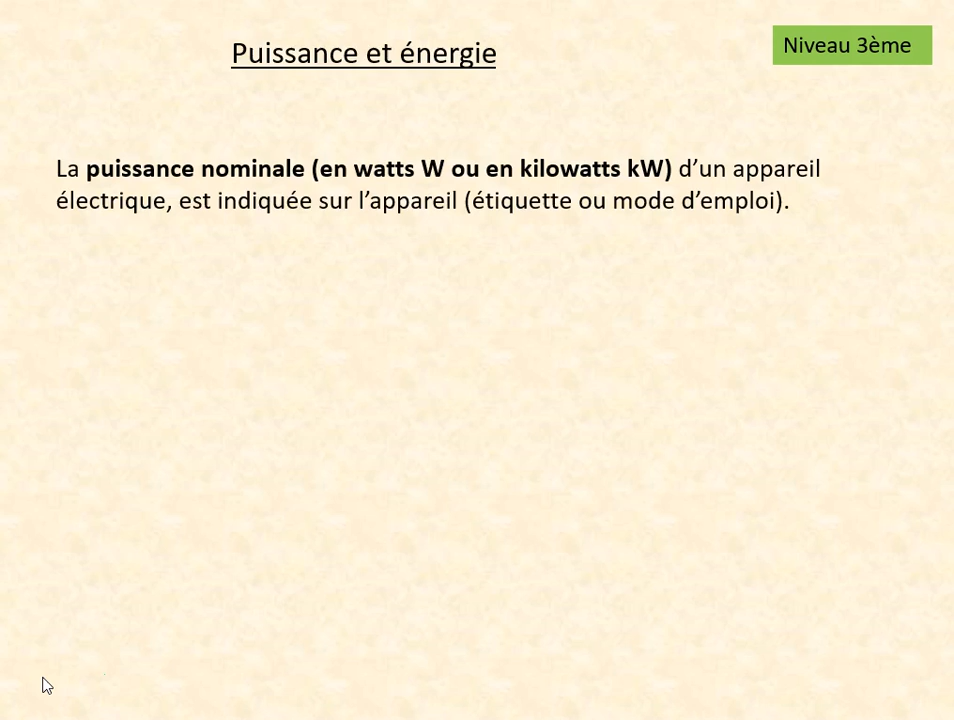 Puissance et énergie
Niveau 3ème
La puissance nominale (en watts W ou en kilowatts kW) d’un appareil
électrique, est indiquée sur l’appareil (étiquette ou mode d’emploi).